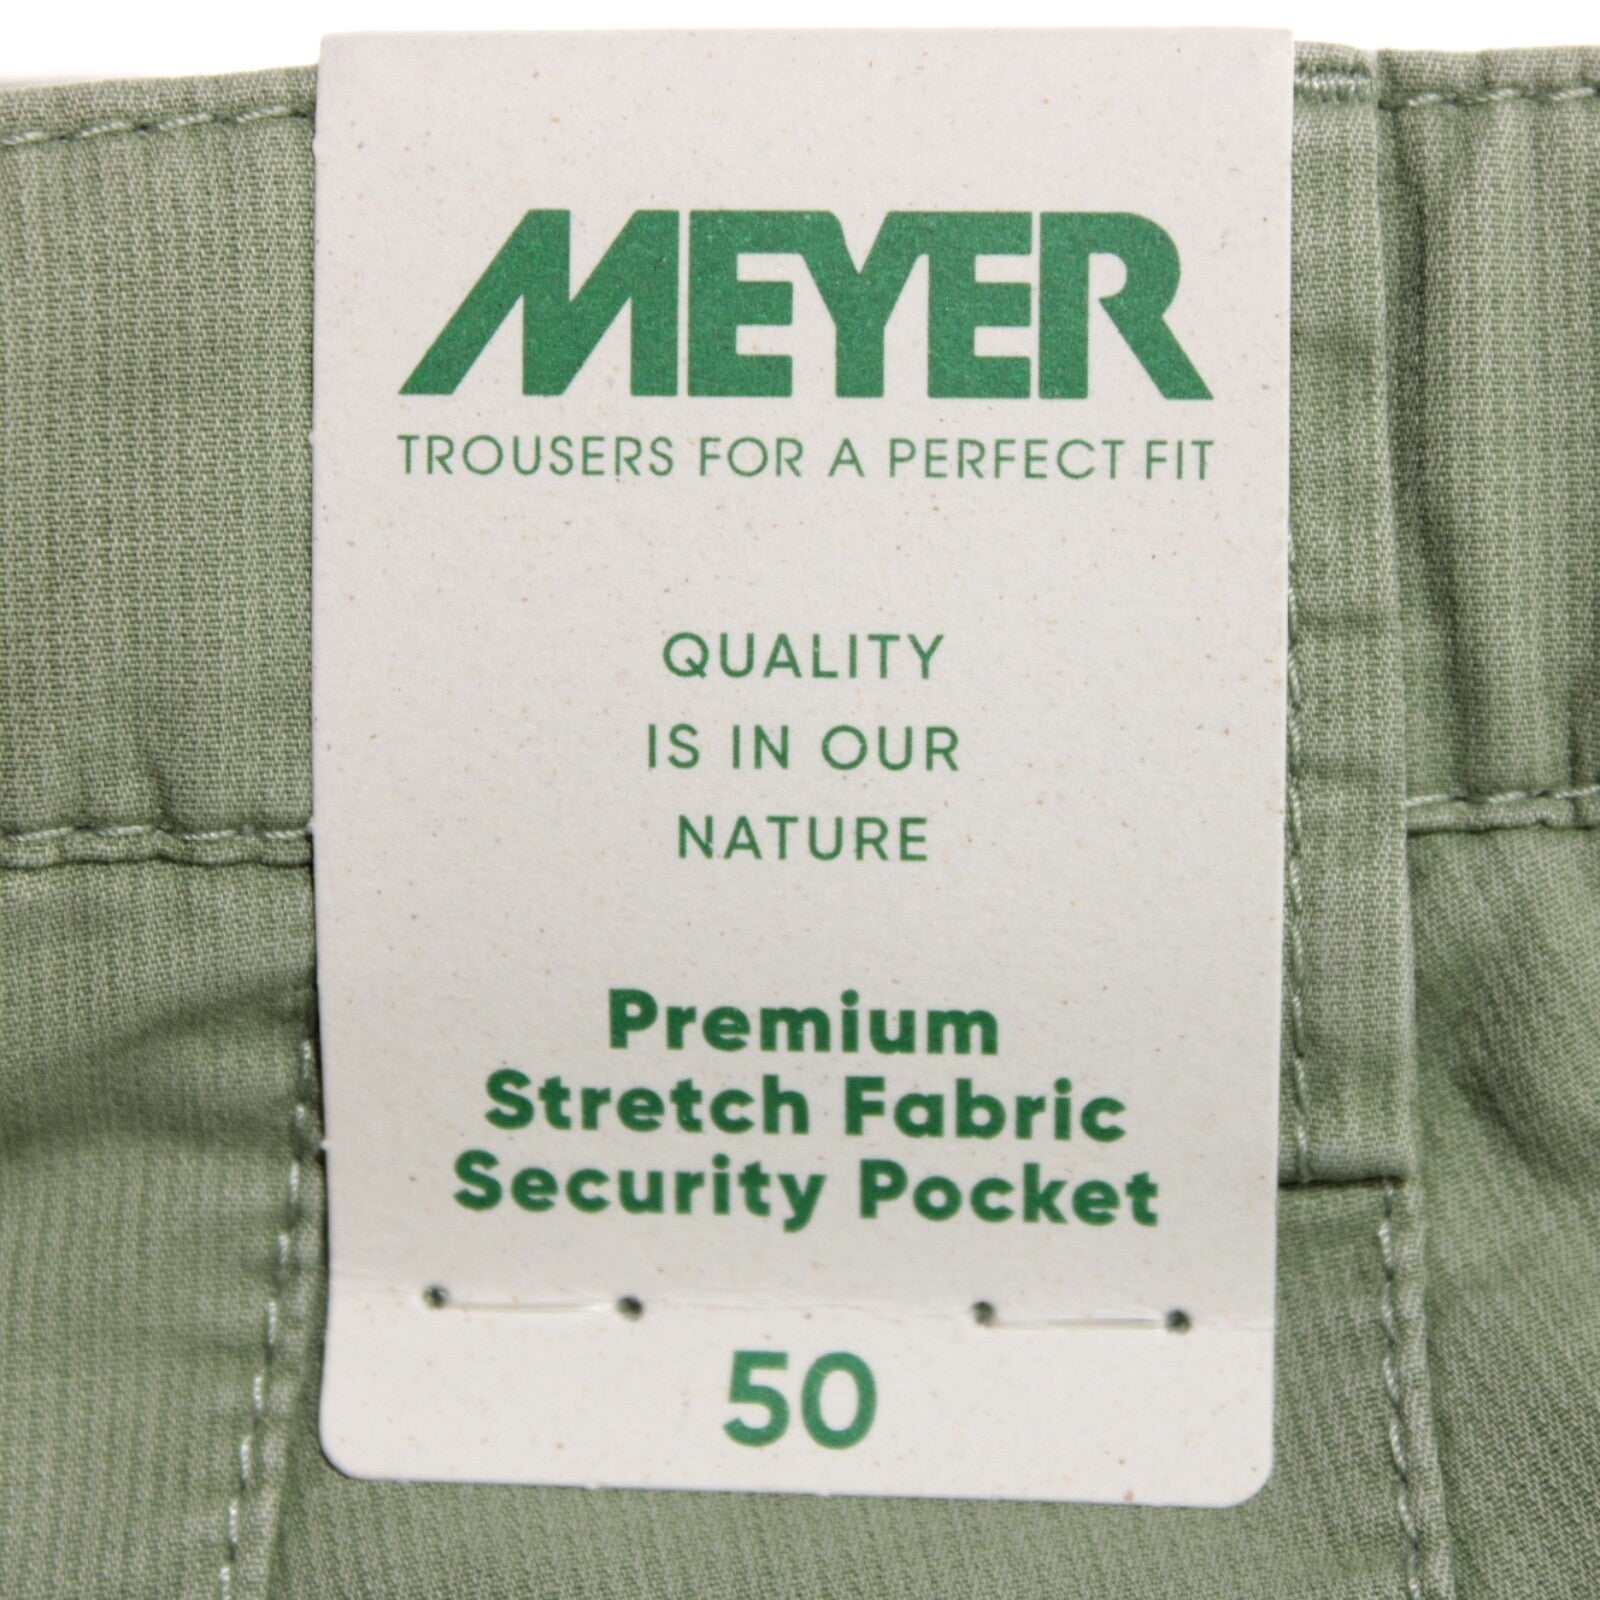 MEYER
TROUSERS FOR A PERFECT FIT
QUALITY
IS IN OUR
NATURE
Premium
Stretch Fabric
Security Pocket
50